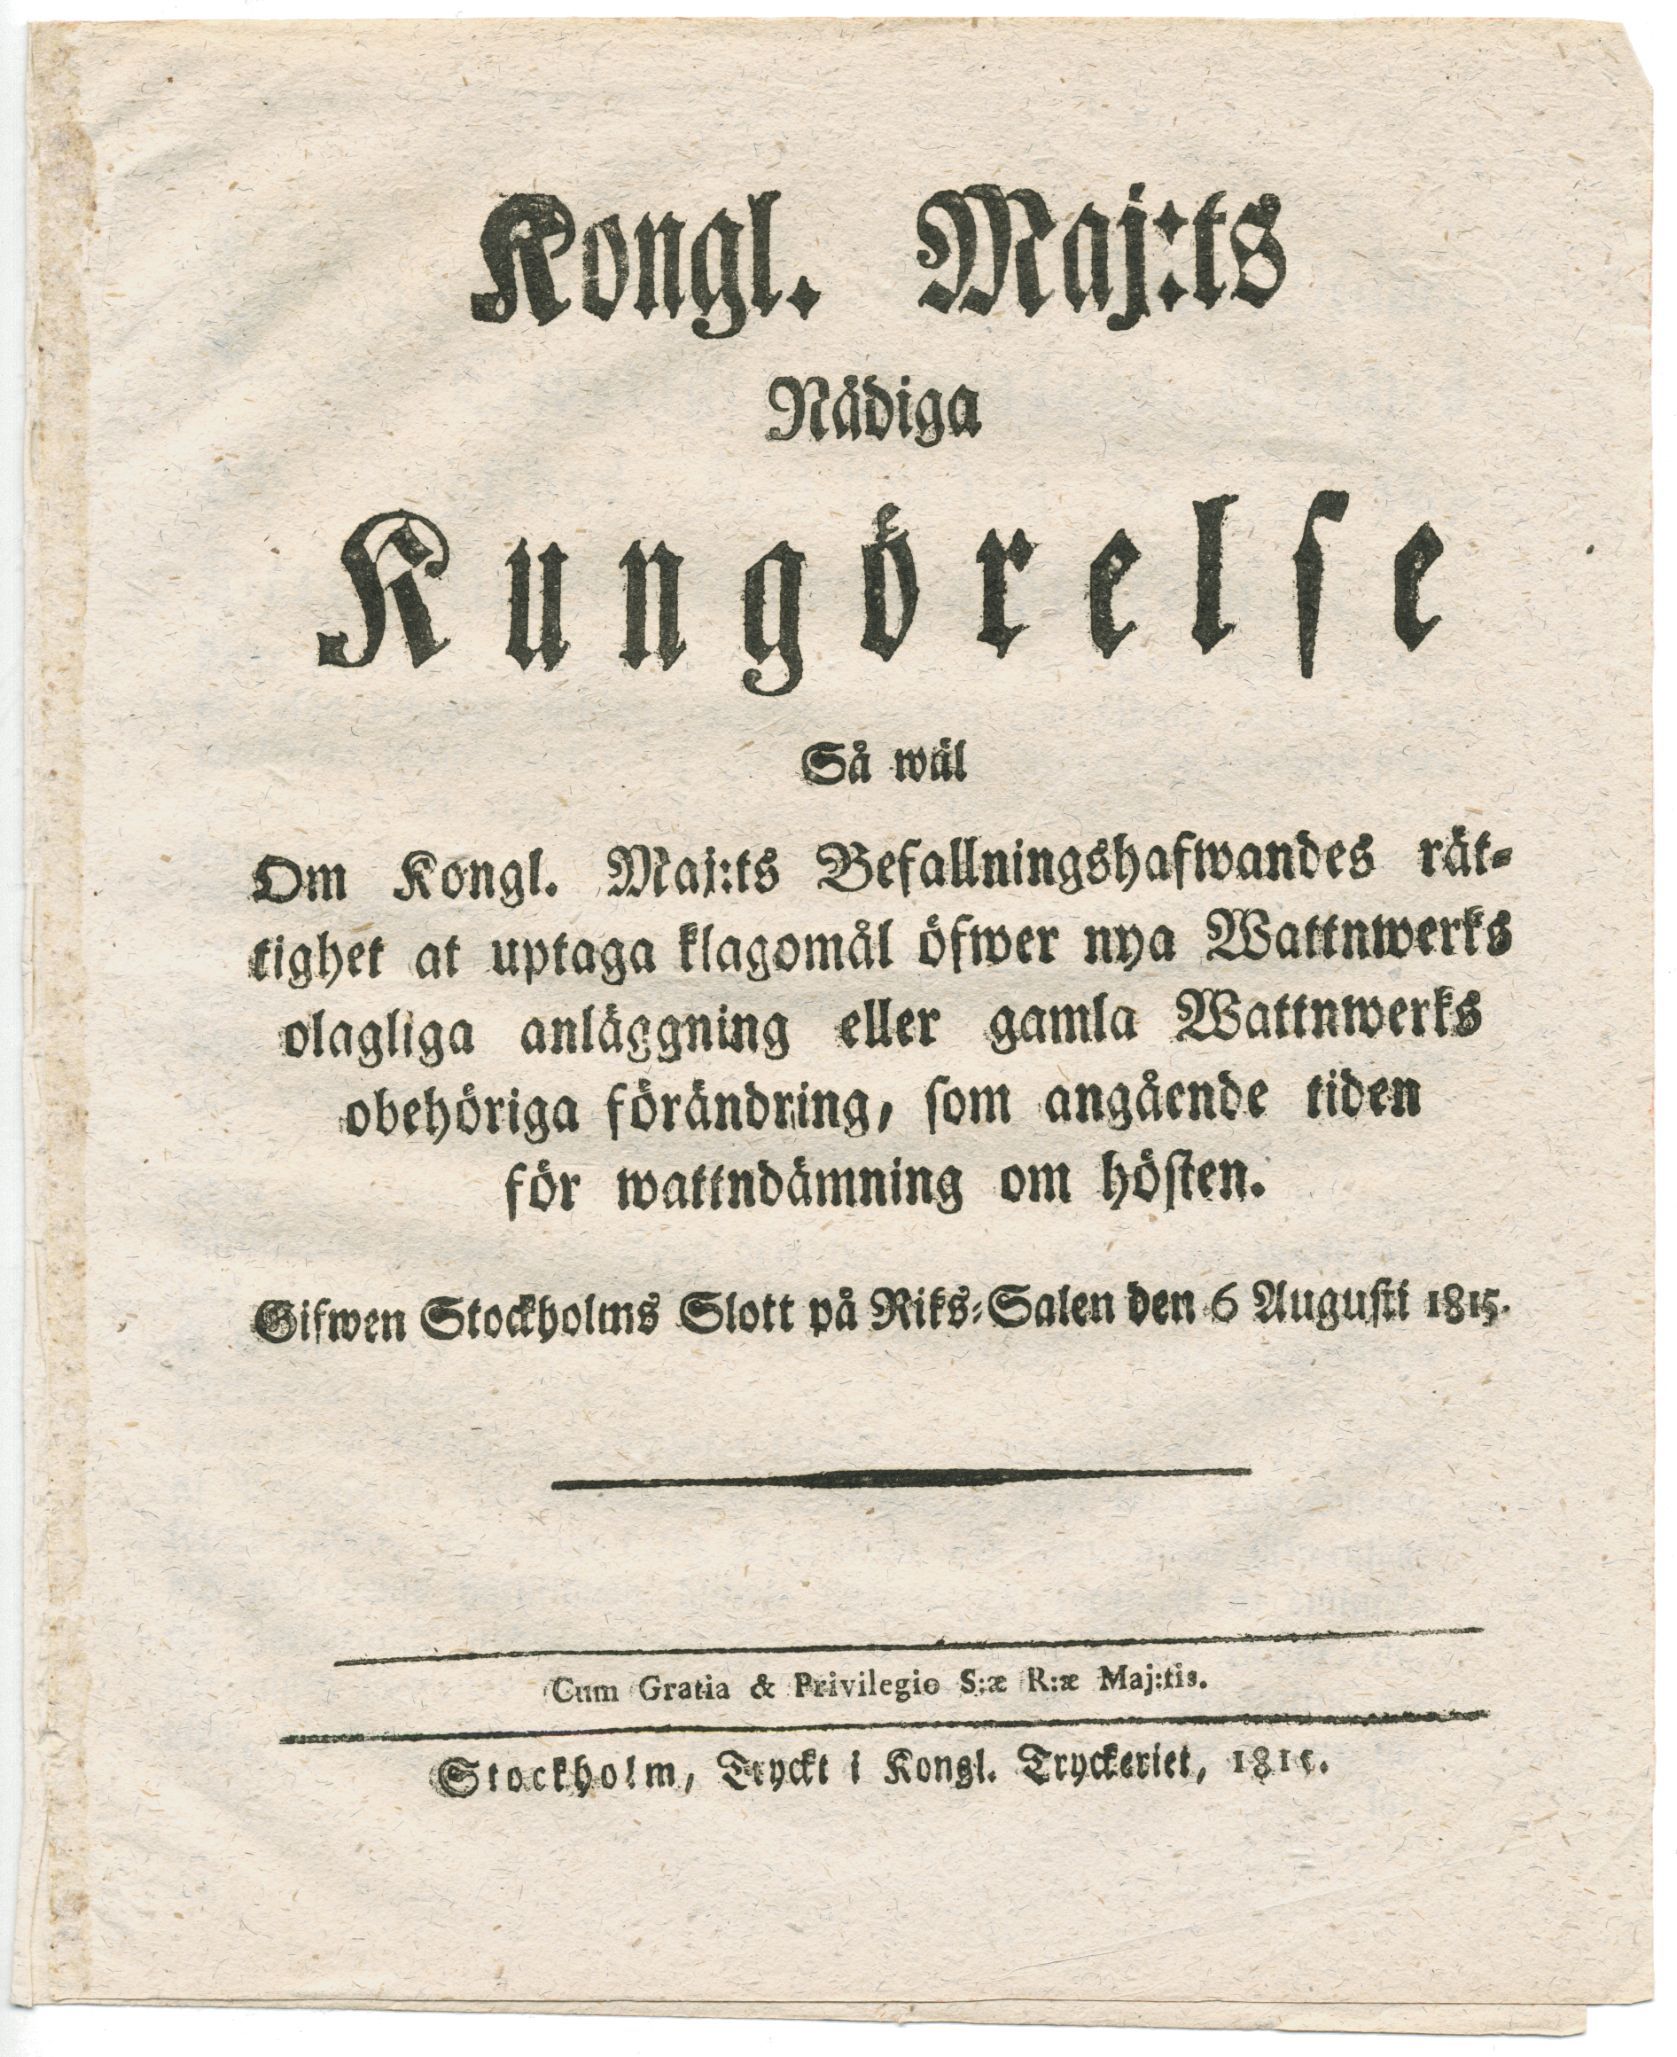 Kongl. Maj:ts
Nådiga
Kungörelse
Så wäl
Om Kongl. Maj:ts Befallningshafwandes rät-
tighet at uptaga klagomål öfwer nya Wattnwerks
olagliga anläggning eller gamla Wattnwerks
obehöriga förändring, som angående tiden
för wattndämning om hösten.
Gifwen Stockholms Slott på Riks-Salen den 6 Augusti 1815.
Cum Gratia & Privilegio S:æ R:æ Maj:tis.
Stockholm, Tryckt i Kongl. Tryckeriet, 1815.